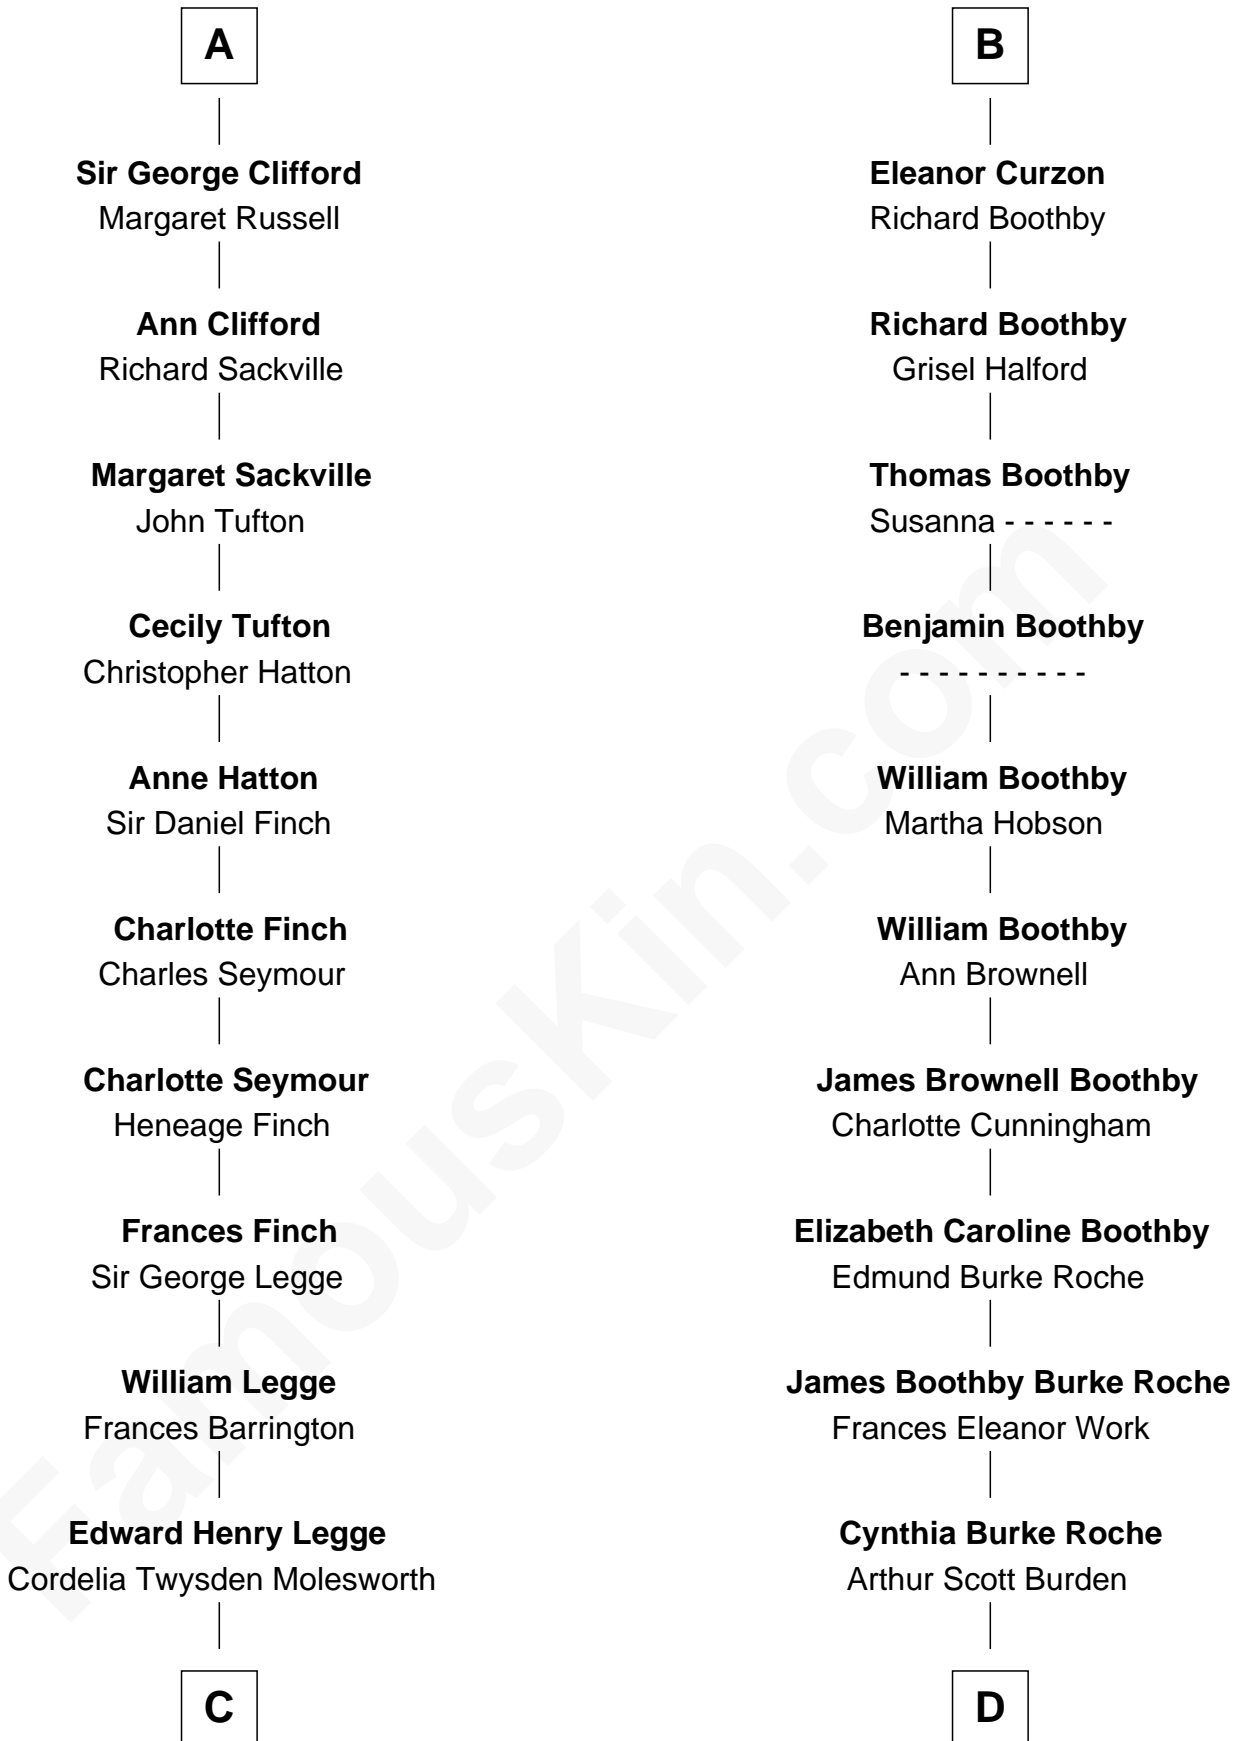 A
Sir George Clifford
Margaret Russell
Ann Clifford
Richard Sackville
Margaret Sackville
John Tufton
Cecily Tufton
Christopher Hatton
Anne Hatton
Sir Daniel Finch
Charlotte Finch
Charles Seymour
Charlotte Seymour
Heneage Finch
Frances Finch
Sir George Legge
William Legge
Frances Barrington
Edward Henry Legge
Cordelia Twysden Molesworth
C
B
Eleanor Curzon
Richard Boothby
Richard Boothby
Grisel Halford
Thomas Boothby
Susanna - - - - - -
Benjamin Boothby
- - - - - - - - - -
William Boothby
Martha Hobson
William Boothby
Ann Brownell
James Brownell Boothby
Charlotte Cunningham
Elizabeth Caroline Boothby
Edmund Burke Roche
James Boothby Burke Roche
Frances Eleanor Work
Cynthia Burke Roche
Arthur Scott Burden
D
FamousKin.com